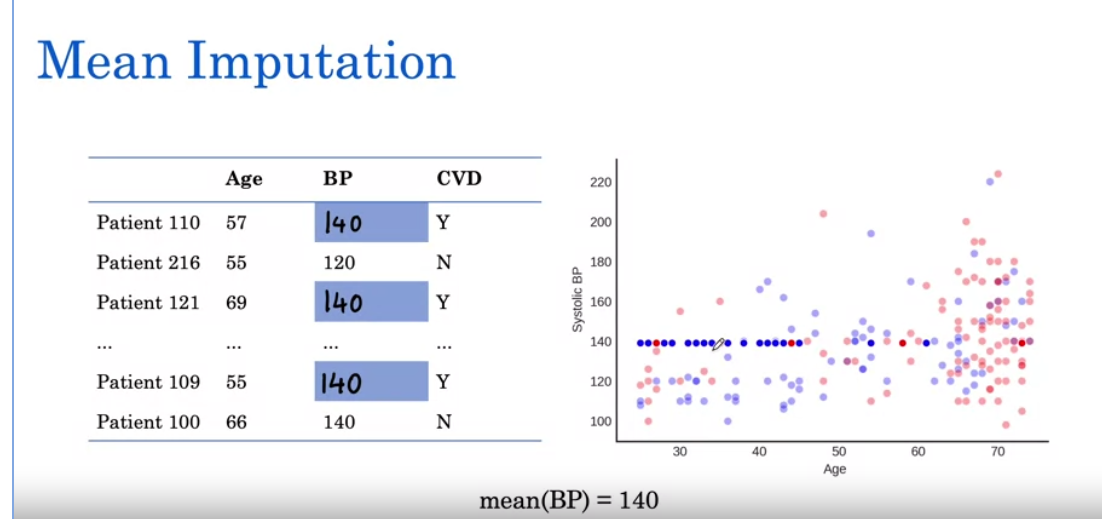 Mean Imputation
Age BP CVD
Patient 110 57 140 Y
Patient 216 55 120 N
Patient 121 69 140 Y
... ... ... ...
Patient 109 55 140 Y
Patient 100 66 140 N
220
200
180
160
140
120
100
Systolic BP
30 40 50 60 70
Age
mean(BP) = 140